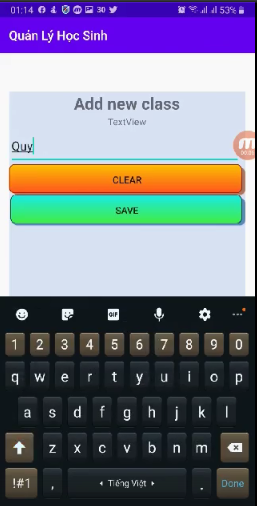 01:14 30 53%
Quản Lý Học Sinh
Add new class
TextView
Quy
CLEAR
SAVE
GIF
1 2 3 4 5 6 7 8 9 0
q w e r t y u i o p
a s d f g h j k l
z x c v b n m
!#1 , Tiếng Việt . Done